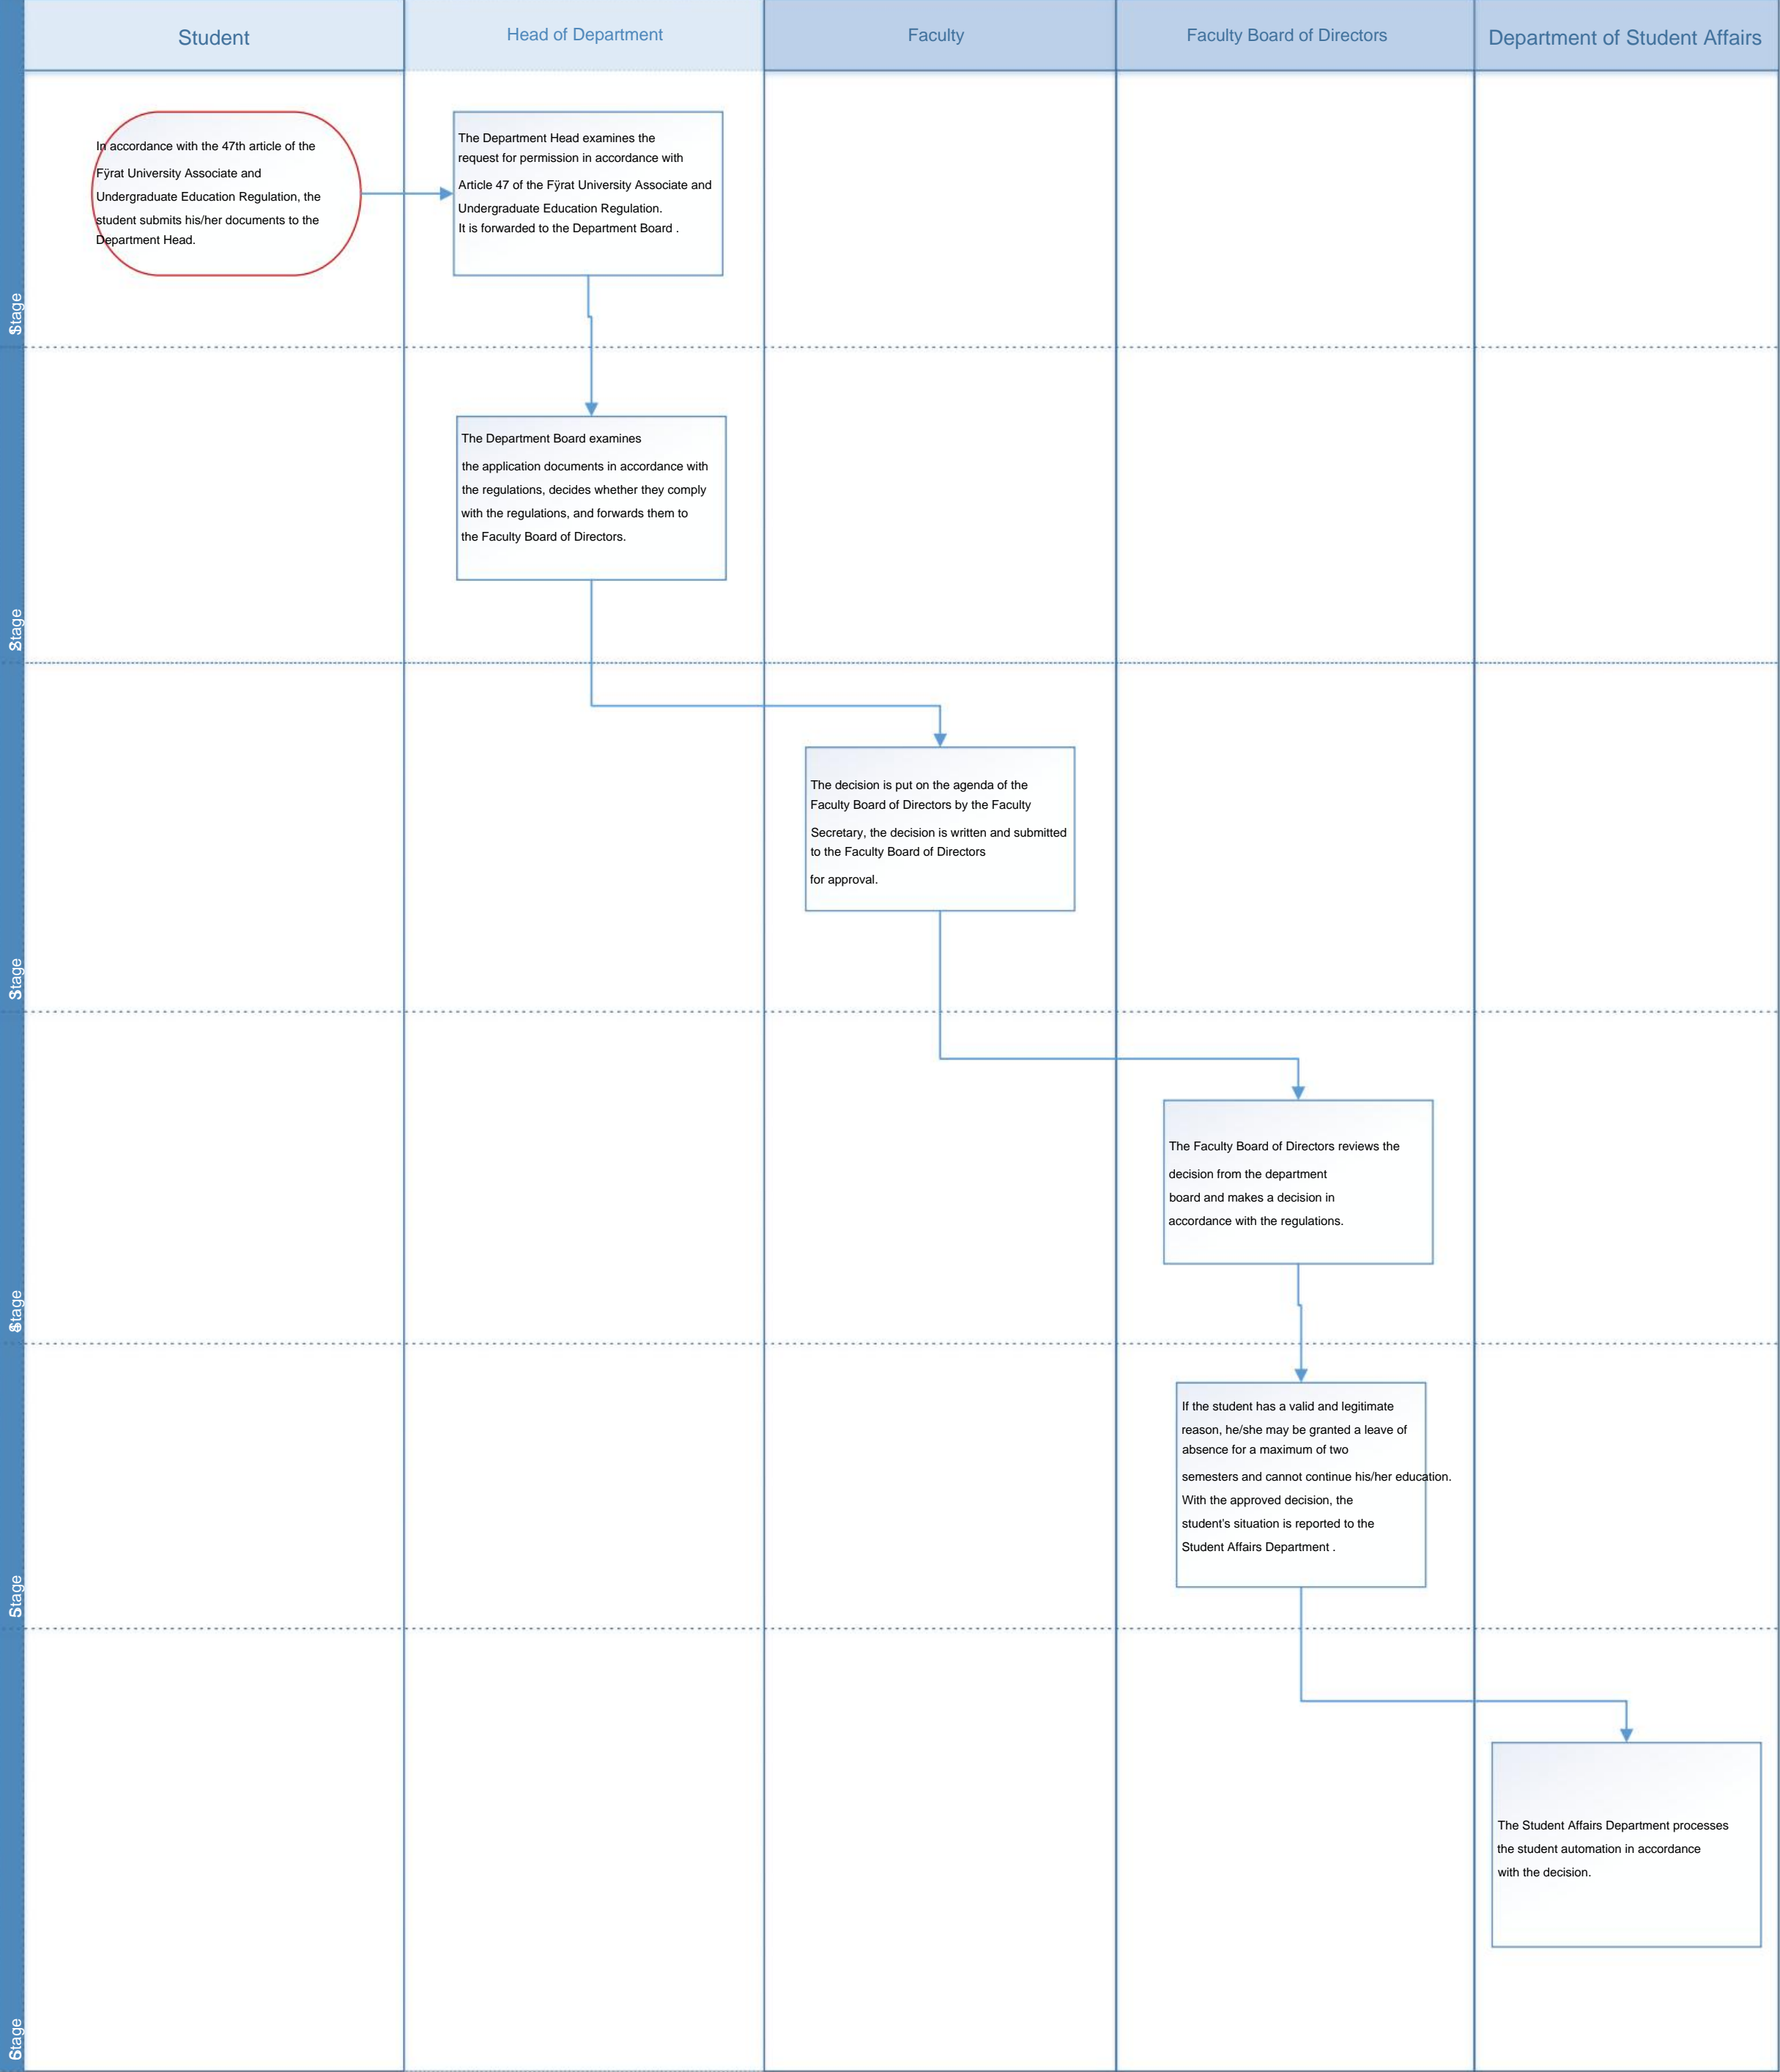 Student
Head of Department
Faculty
Faculty Board of Directors
Department of Student Affairs
In accordance with the 47th article of the
Fÿrat University Associate and
Undergraduate Education Regulation, the
student submits his/her documents to the
Department Head.
The Department Head examines the
request for permission in accordance with
Article 47 of the Fÿrat University Associate and
Undergraduate Education Regulation.
It is forwarded to the Department Board .
Stage
The Department Board examines
the application documents in accordance with
the regulations, decides whether they comply
with the regulations, and forwards them to
the Faculty Board of Directors.
Stage
The decision is put on the agenda of the
Faculty Board of Directors by the Faculty
Secretary, the decision is written and submitted
to the Faculty Board of Directors
for approval.
Stage
The Faculty Board of Directors reviews the
decision from the department
board and makes a decision in
accordance with the regulations.
Stage
If the student has a valid and legitimate
reason, he/she may be granted a leave of
absence for a maximum of two
semesters and cannot continue his/her education.
With the approved decision, the
student's situation is reported to the
Student Affairs Department .
Stage
The Student Affairs Department processes
the student automation in accordance
with the decision.
Stage